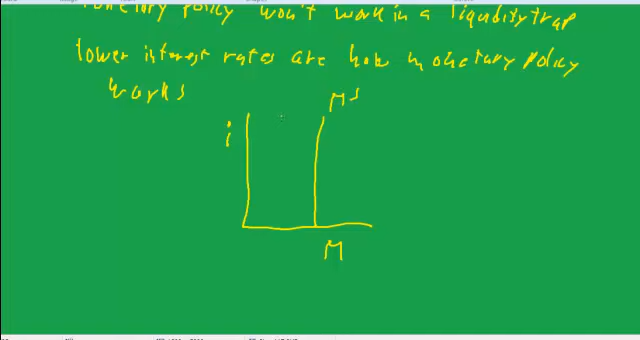 policy won't work in a liquidity trap
lower interest rates are how monetary policy
works
MS
i
M